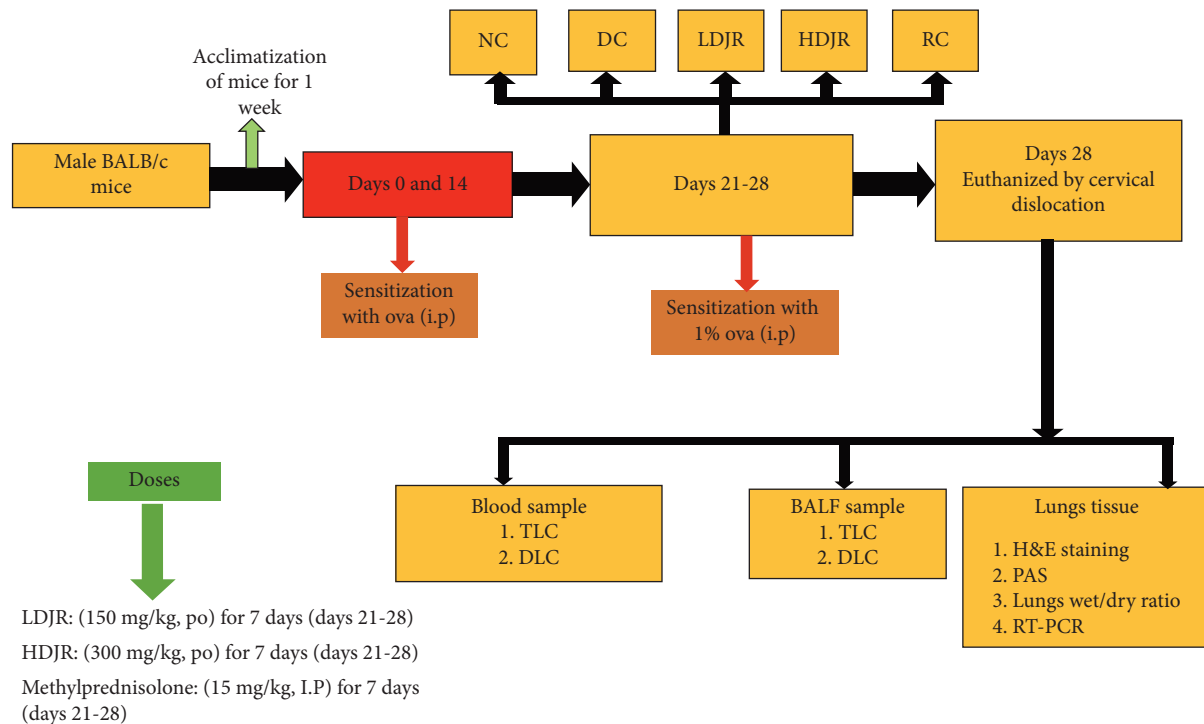 NC
DC
LDJR
HDJR
RC
Acclimatization
of mice for 1
week
Male BALB/c
mice
Days 0 and 14
Days 21-28
Days 28
Euthanized by cervical
dislocation
Sensitization
with ova (i.p)
Sensitization with
1% ova (i.p)
Doses
LDJR: (150 mg/kg, po) for 7 days (days 21-28)
HDJR: (300 mg/kg, po) for 7 days (days 21-28)
Methylprednisolone: (15 mg/kg, I.P) for 7 days
(days 21-28)
Blood sample
1. TLC
2. DLC
BALF sample
1. TLC
2. DLC
Lungs tissue
1. H&E staining
2. PAS
3. Lungs wet/dry ratio
4. RT-PCR